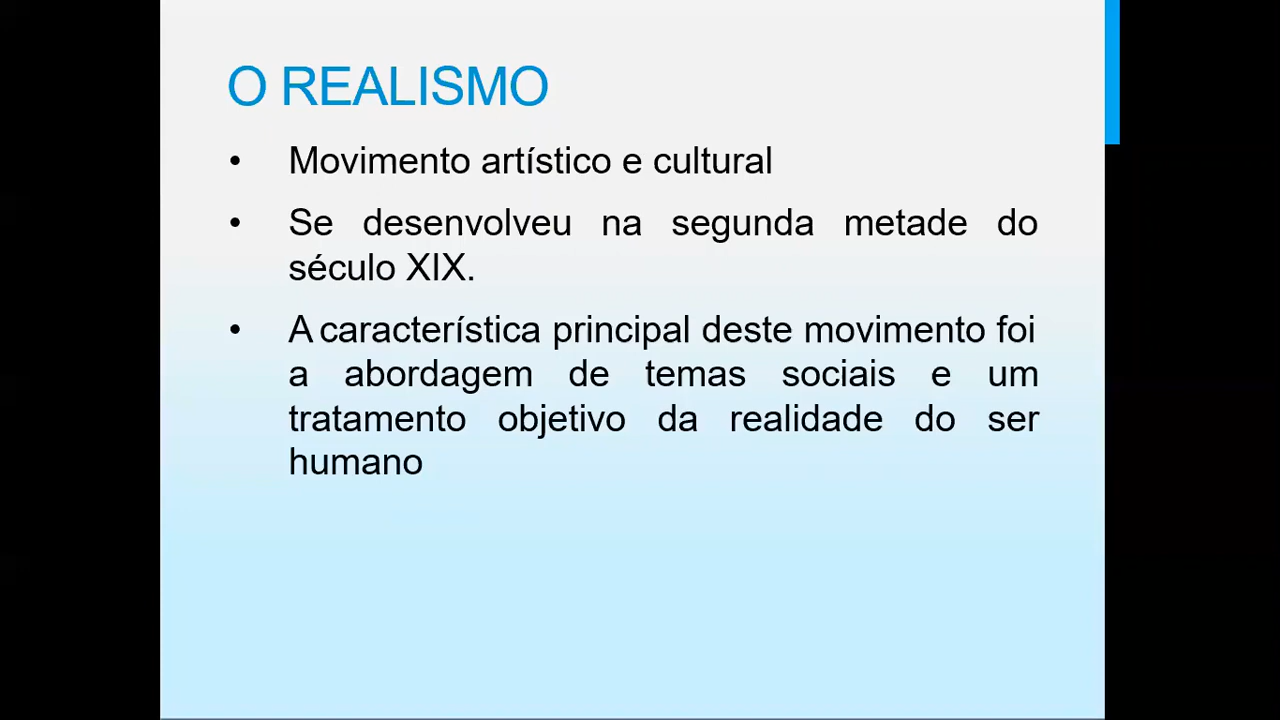 O REALISMO
• Movimento artístico e cultural
• Se desenvolveu na segunda metade do
século XIX.
• A característica principal deste movimento foi
a abordagem de temas sociais e um
tratamento objetivo da realidade do ser
humano